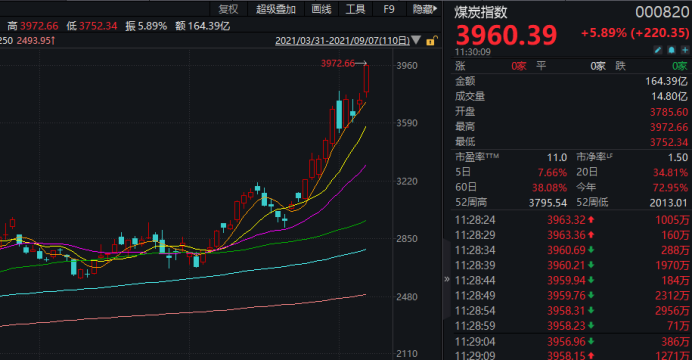 复权 超级叠加 画线 工具 F9 隐藏
高 3972.66 低 3752.34 振 5.89% 额 164.39亿
250 2493.95↑ 2021/03/31-2021/09/07(110日)▼
3972.66
3960
3590
3220
2850
2480
2110
煤炭指数 000820
3960.39 +5.89% (+220.35)
11:30:09
涨 0家 平 0家 跌 0家
金额 164.39亿
成交量 14.80亿
开盘 3785.60
最高 3972.66
最低 3752.34
市盈率TTM 11.0 市净率LF 1.50
5日 7.66% 20日 34.81%
60日 38.08% 今年 72.95%
52周高 3795.54 52周低 2013.01
11:28:24 3963.32 1005万
11:28:29 3963.36 160万
11:28:34 3960.69 288万
11:28:39 3960.21 1970万
11:28:44 3959.94 184万
11:28:49 3959.76 2312万
11:28:54 3958.31 2956万
11:28:59 3958.23 71万
11:29:04 3956.96 386万
11:29:09 3958.15 1271万